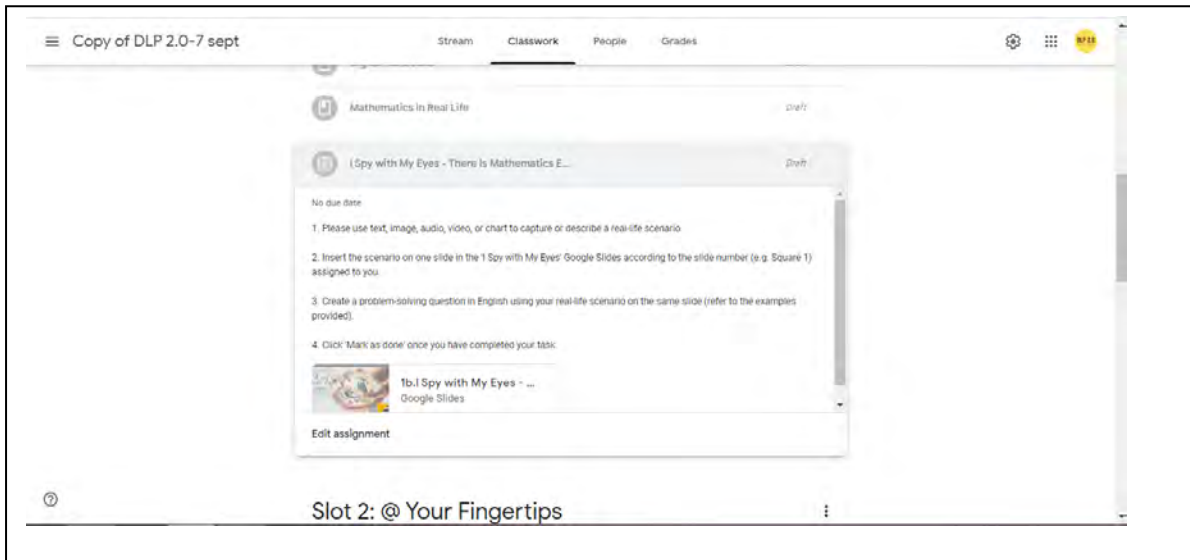 Copy of DLP 2.0-7 sept
Stream Classwork People Grades
Mathematics in Real Life Draft
I Spy with My Eyes - There is Mathematics E... Draft
No due date
1. Please use text, image, audio, video, or chart to capture or describe a real-life scenario
2. Insert the scenario on one slide in the 'I Spy with My Eyes' Google Slides according to the slide number (e.g. Square 1)
assigned to you.
3. Create a problem-solving question in English using your real-life scenario on the same slide (refer to the examples
provided).
4. Click 'Mark as done' once you have completed your task.
1b.I Spy with My Eyes - ...
Google Slides
Edit assignment
Slot 2: @ Your Fingertips